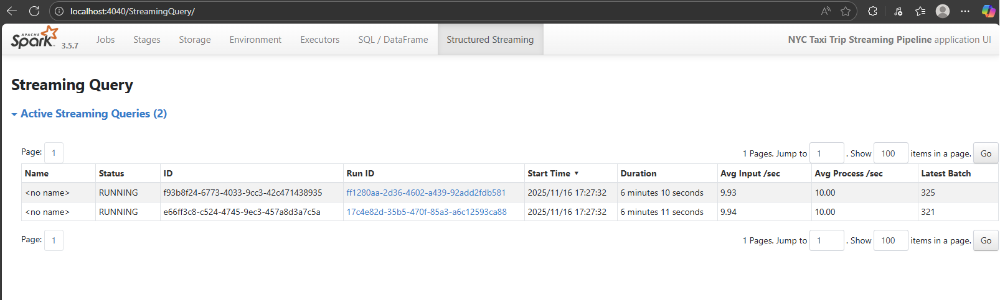 localhost:4040/StreamingQuery/
APACHE Spark 3.5.7 Jobs Stages Storage Environment Executors SQL / DataFrame Structured Streaming NYC Taxi Trip Streaming Pipeline application UI
Streaming Query
Active Streaming Queries (2)
Page: 1 1 Pages. Jump to 1 . Show 100 items in a page. Go
Name Status ID Run ID Start Time ▾ Duration Avg Input /sec Avg Process /sec Latest Batch
<no name> RUNNING f93b8f24-6773-4033-9cc3-42c471438935 ff1280aa-2d36-4602-a439-92add2fdb581 2025/11/16 17:27:32 6 minutes 10 seconds 9.93 10.00 325
<no name> RUNNING e66ff3c8-c524-4745-9ec3-457a8d3a7c5a 17c4e82d-35b5-470f-85a3-a6c12593ca88 2025/11/16 17:27:32 6 minutes 11 seconds 9.94 10.00 321
Page: 1 1 Pages. Jump to 1 . Show 100 items in a page. Go